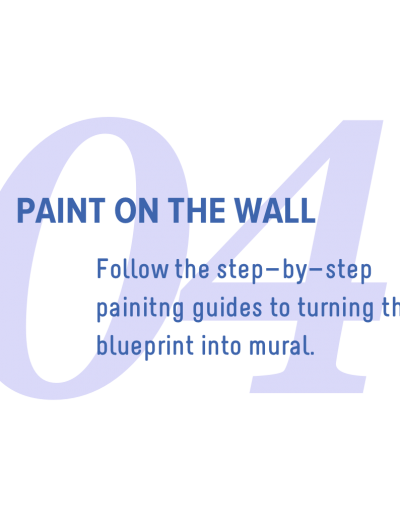 04
PAINT ON THE WALL
Follow the step-by-step
painitng guides to turning th
blueprint into mural.